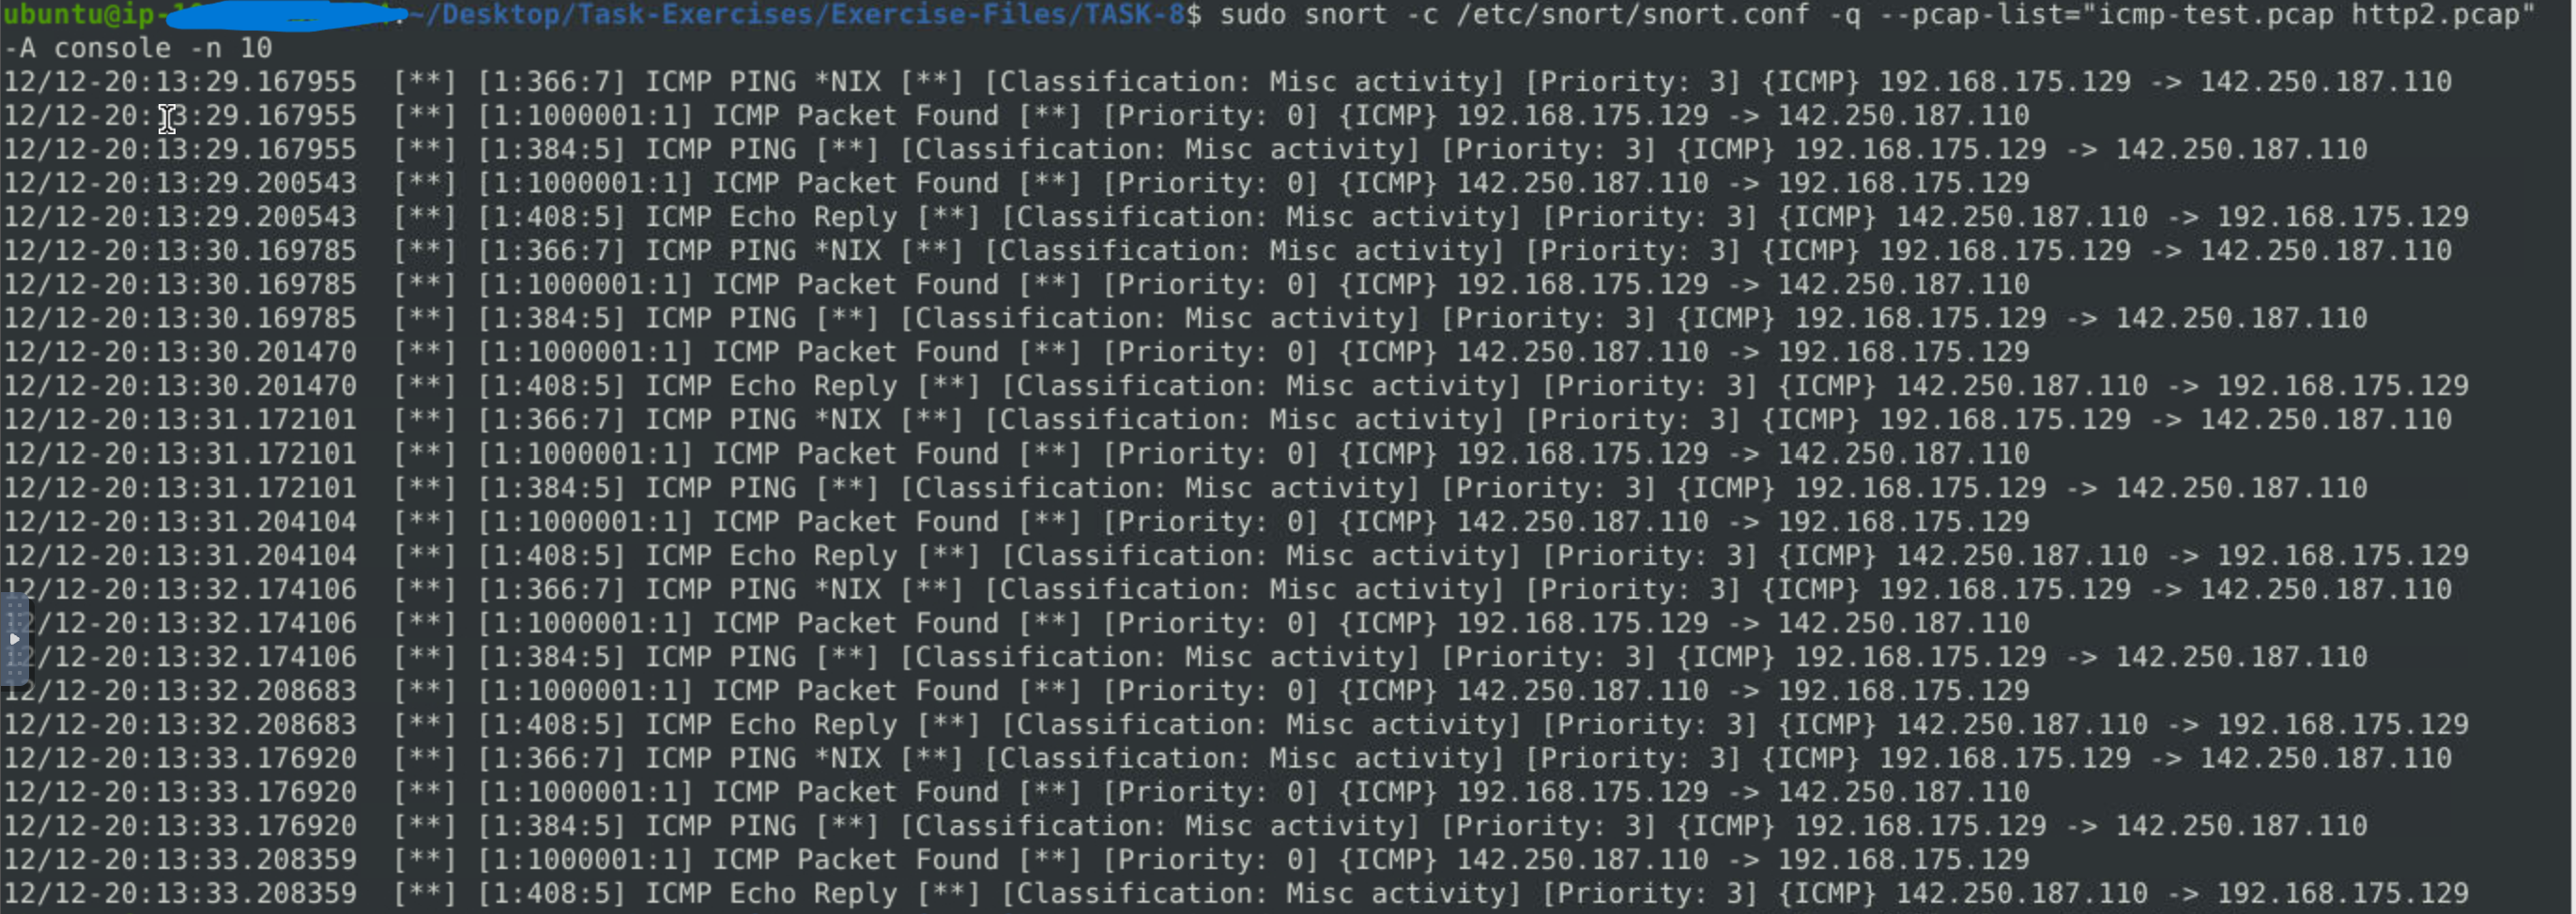 ubuntu@ip-1 :~/Desktop/Task-Exercises/Exercise-Files/TASK-8$ sudo snort -c /etc/snort/snort.conf -q --pcap-list="icmp-test.pcap http2.pcap"
-A console -n 10
12/12-20:13:29.167955 [**] [1:366:7] ICMP PING *NIX [**] [Classification: Misc activity] [Priority: 3] {ICMP} 192.168.175.129 -> 142.250.187.110
12/12-20:13:29.167955 [**] [1:1000001:1] ICMP Packet Found [**] [Priority: 0] {ICMP} 192.168.175.129 -> 142.250.187.110
12/12-20:13:29.167955 [**] [1:384:5] ICMP PING [**] [Classification: Misc activity] [Priority: 3] {ICMP} 192.168.175.129 -> 142.250.187.110
12/12-20:13:29.200543 [**] [1:1000001:1] ICMP Packet Found [**] [Priority: 0] {ICMP} 142.250.187.110 -> 192.168.175.129
12/12-20:13:29.200543 [**] [1:408:5] ICMP Echo Reply [**] [Classification: Misc activity] [Priority: 3] {ICMP} 142.250.187.110 -> 192.168.175.129
12/12-20:13:30.169785 [**] [1:366:7] ICMP PING *NIX [**] [Classification: Misc activity] [Priority: 3] {ICMP} 192.168.175.129 -> 142.250.187.110
12/12-20:13:30.169785 [**] [1:1000001:1] ICMP Packet Found [**] [Priority: 0] {ICMP} 192.168.175.129 -> 142.250.187.110
12/12-20:13:30.169785 [**] [1:384:5] ICMP PING [**] [Classification: Misc activity] [Priority: 3] {ICMP} 192.168.175.129 -> 142.250.187.110
12/12-20:13:30.201470 [**] [1:1000001:1] ICMP Packet Found [**] [Priority: 0] {ICMP} 142.250.187.110 -> 192.168.175.129
12/12-20:13:30.201470 [**] [1:408:5] ICMP Echo Reply [**] [Classification: Misc activity] [Priority: 3] {ICMP} 142.250.187.110 -> 192.168.175.129
12/12-20:13:31.172101 [**] [1:366:7] ICMP PING *NIX [**] [Classification: Misc activity] [Priority: 3] {ICMP} 192.168.175.129 -> 142.250.187.110
12/12-20:13:31.172101 [**] [1:1000001:1] ICMP Packet Found [**] [Priority: 0] {ICMP} 192.168.175.129 -> 142.250.187.110
12/12-20:13:31.172101 [**] [1:384:5] ICMP PING [**] [Classification: Misc activity] [Priority: 3] {ICMP} 192.168.175.129 -> 142.250.187.110
12/12-20:13:31.204104 [**] [1:1000001:1] ICMP Packet Found [**] [Priority: 0] {ICMP} 142.250.187.110 -> 192.168.175.129
12/12-20:13:31.204104 [**] [1:408:5] ICMP Echo Reply [**] [Classification: Misc activity] [Priority: 3] {ICMP} 142.250.187.110 -> 192.168.175.129
12/12-20:13:32.174106 [**] [1:366:7] ICMP PING *NIX [**] [Classification: Misc activity] [Priority: 3] {ICMP} 192.168.175.129 -> 142.250.187.110
12/12-20:13:32.174106 [**] [1:1000001:1] ICMP Packet Found [**] [Priority: 0] {ICMP} 192.168.175.129 -> 142.250.187.110
12/12-20:13:32.174106 [**] [1:384:5] ICMP PING [**] [Classification: Misc activity] [Priority: 3] {ICMP} 192.168.175.129 -> 142.250.187.110
12/12-20:13:32.208683 [**] [1:1000001:1] ICMP Packet Found [**] [Priority: 0] {ICMP} 142.250.187.110 -> 192.168.175.129
12/12-20:13:32.208683 [**] [1:408:5] ICMP Echo Reply [**] [Classification: Misc activity] [Priority: 3] {ICMP} 142.250.187.110 -> 192.168.175.129
12/12-20:13:33.176920 [**] [1:366:7] ICMP PING *NIX [**] [Classification: Misc activity] [Priority: 3] {ICMP} 192.168.175.129 -> 142.250.187.110
12/12-20:13:33.176920 [**] [1:1000001:1] ICMP Packet Found [**] [Priority: 0] {ICMP} 192.168.175.129 -> 142.250.187.110
12/12-20:13:33.176920 [**] [1:384:5] ICMP PING [**] [Classification: Misc activity] [Priority: 3] {ICMP} 192.168.175.129 -> 142.250.187.110
12/12-20:13:33.208359 [**] [1:1000001:1] ICMP Packet Found [**] [Priority: 0] {ICMP} 142.250.187.110 -> 192.168.175.129
12/12-20:13:33.208359 [**] [1:408:5] ICMP Echo Reply [**] [Classification: Misc activity] [Priority: 3] {ICMP} 142.250.187.110 -> 192.168.175.129